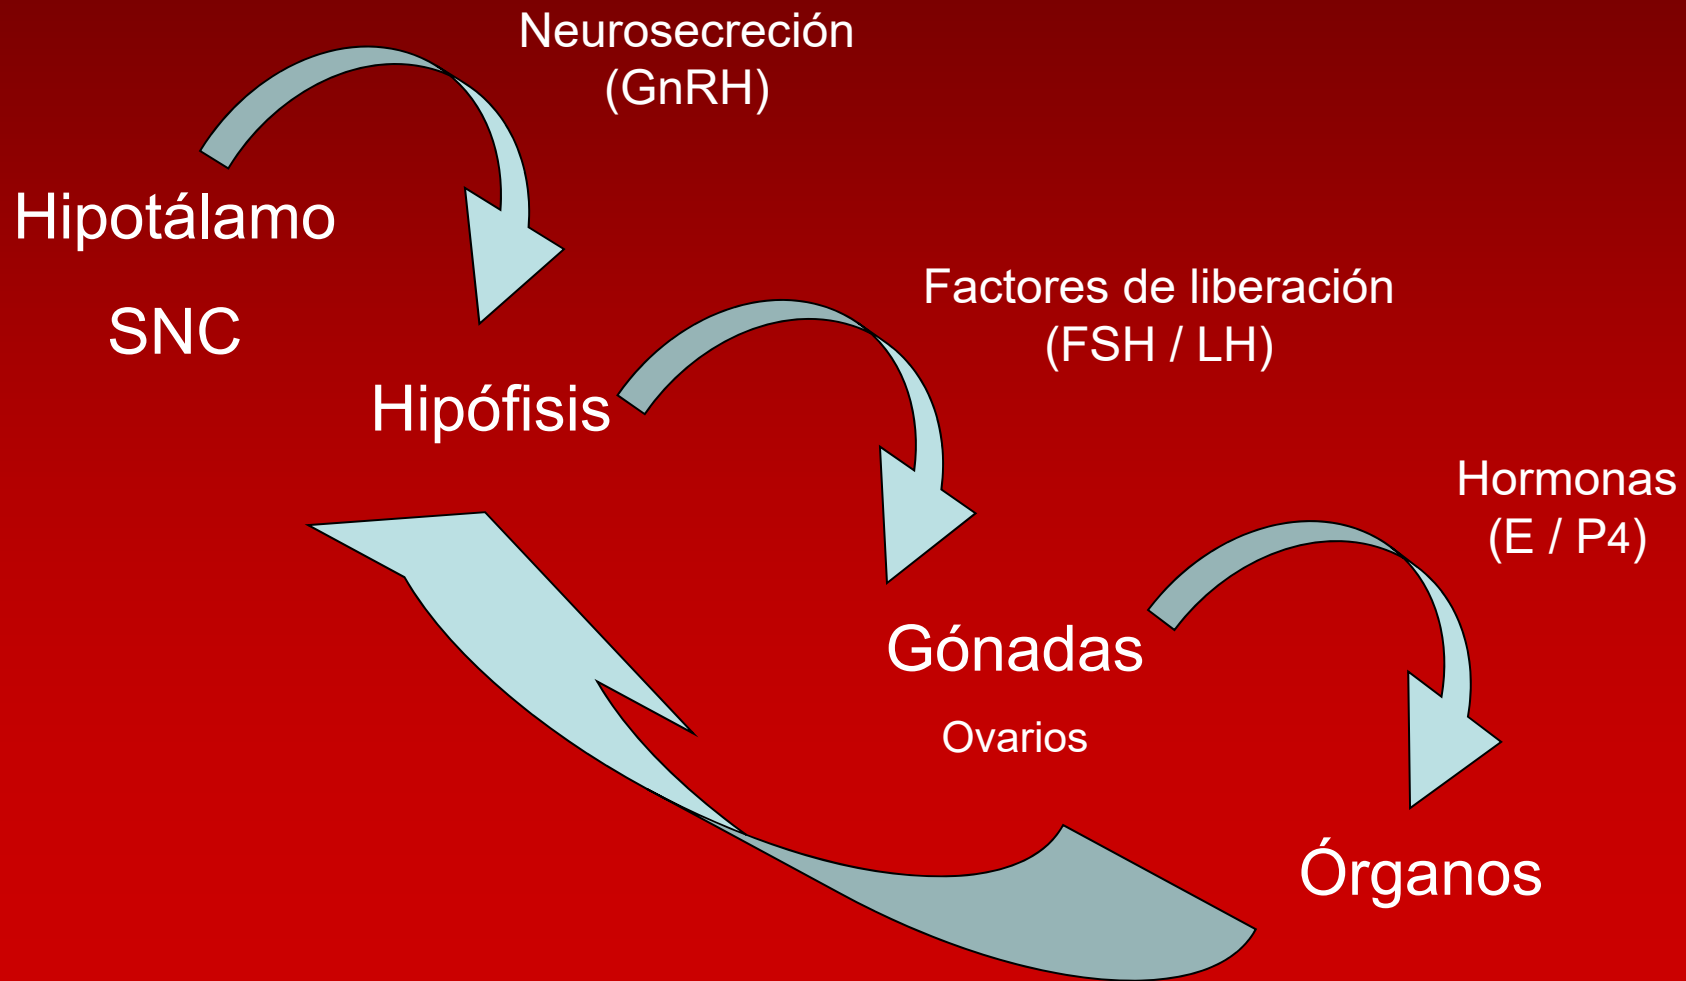 Neurosecreción
(GnRH)
Hipotálamo
SNC
Factores de liberación
(FSH / LH)
Hipófisis
Hormonas
(E / P4)
Gónadas
Ovarios
Órganos